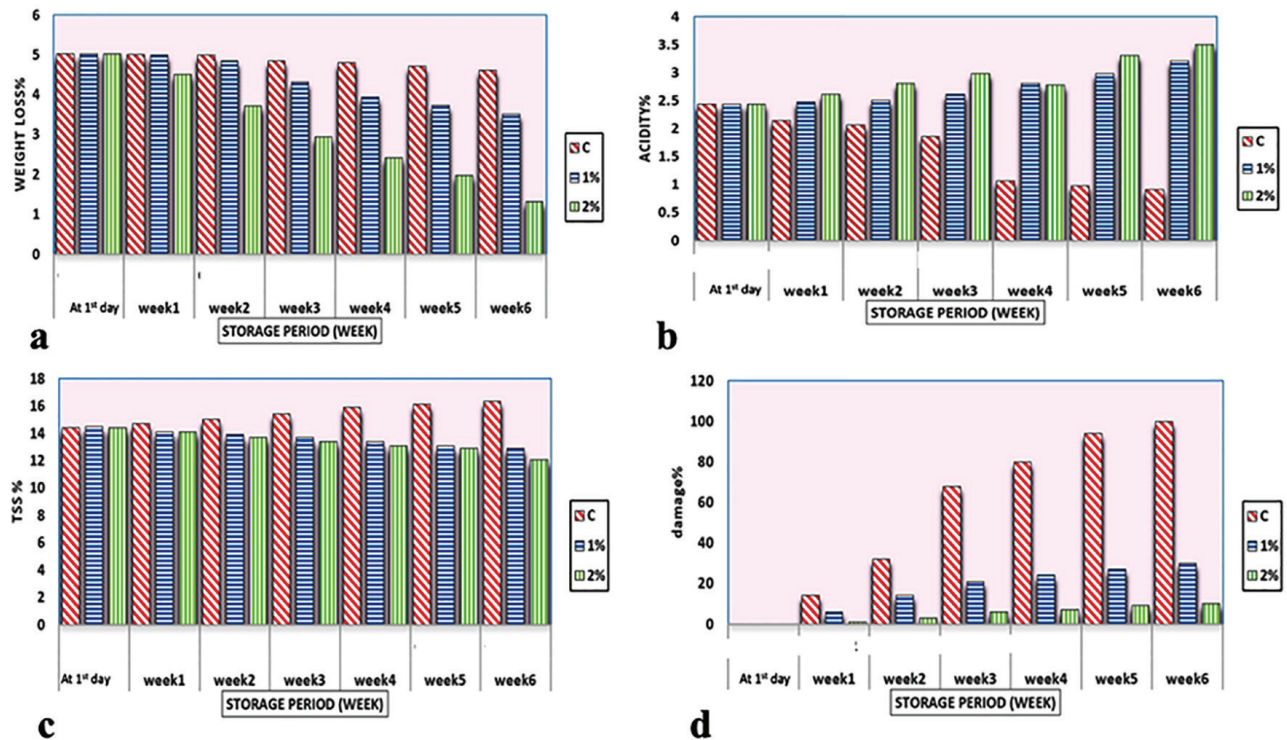 6
5
4
3
2
1
0
WEIGHT LOSS%
At 1st day week1 week2 week3 week4 week5 week6
STORAGE PERIOD (WEEK)
C
1%
2%
a
4
3.5
3
2.5
2
1.5
1
0.5
0
ACIDITY%
At 1st day week1 week2 week3 week4 week5 week6
STORAGE PERIOD (WEEK)
C
1%
2%
b
18
16
14
12
10
8
6
4
2
0
TSS %
At 1st day week1 week2 week3 week4 week5 week6
STORAGE PERIOD (WEEK)
C
1%
2%
c
120
100
80
60
40
20
0
damage%
At 1st day week1 week2 week3 week4 week5 week6
STORAGE PERIOD (WEEK)
C
1%
2%
d